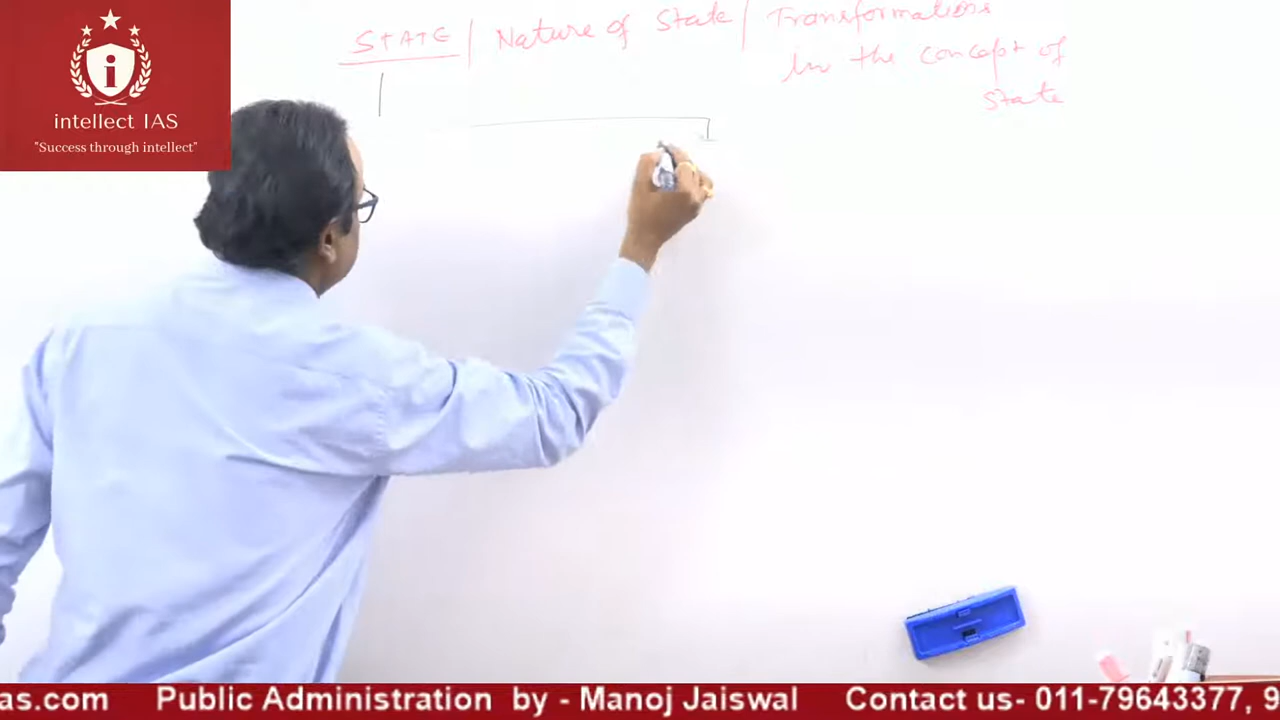 STATE / Nature of State / Transformations
in the concept of
state
i
intellect IAS
"Success through intellect"
as.com Public Administration by - Manoj Jaiswal Contact us- 011-79643377, 9